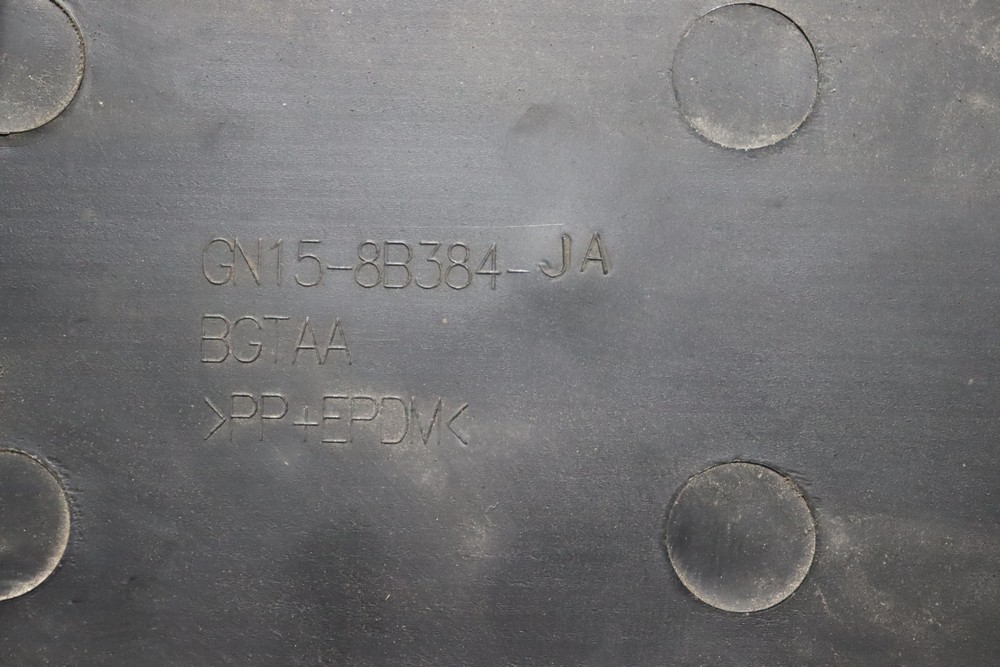 GN15-8B384-JA
BGTAA
>PP+EPDM<